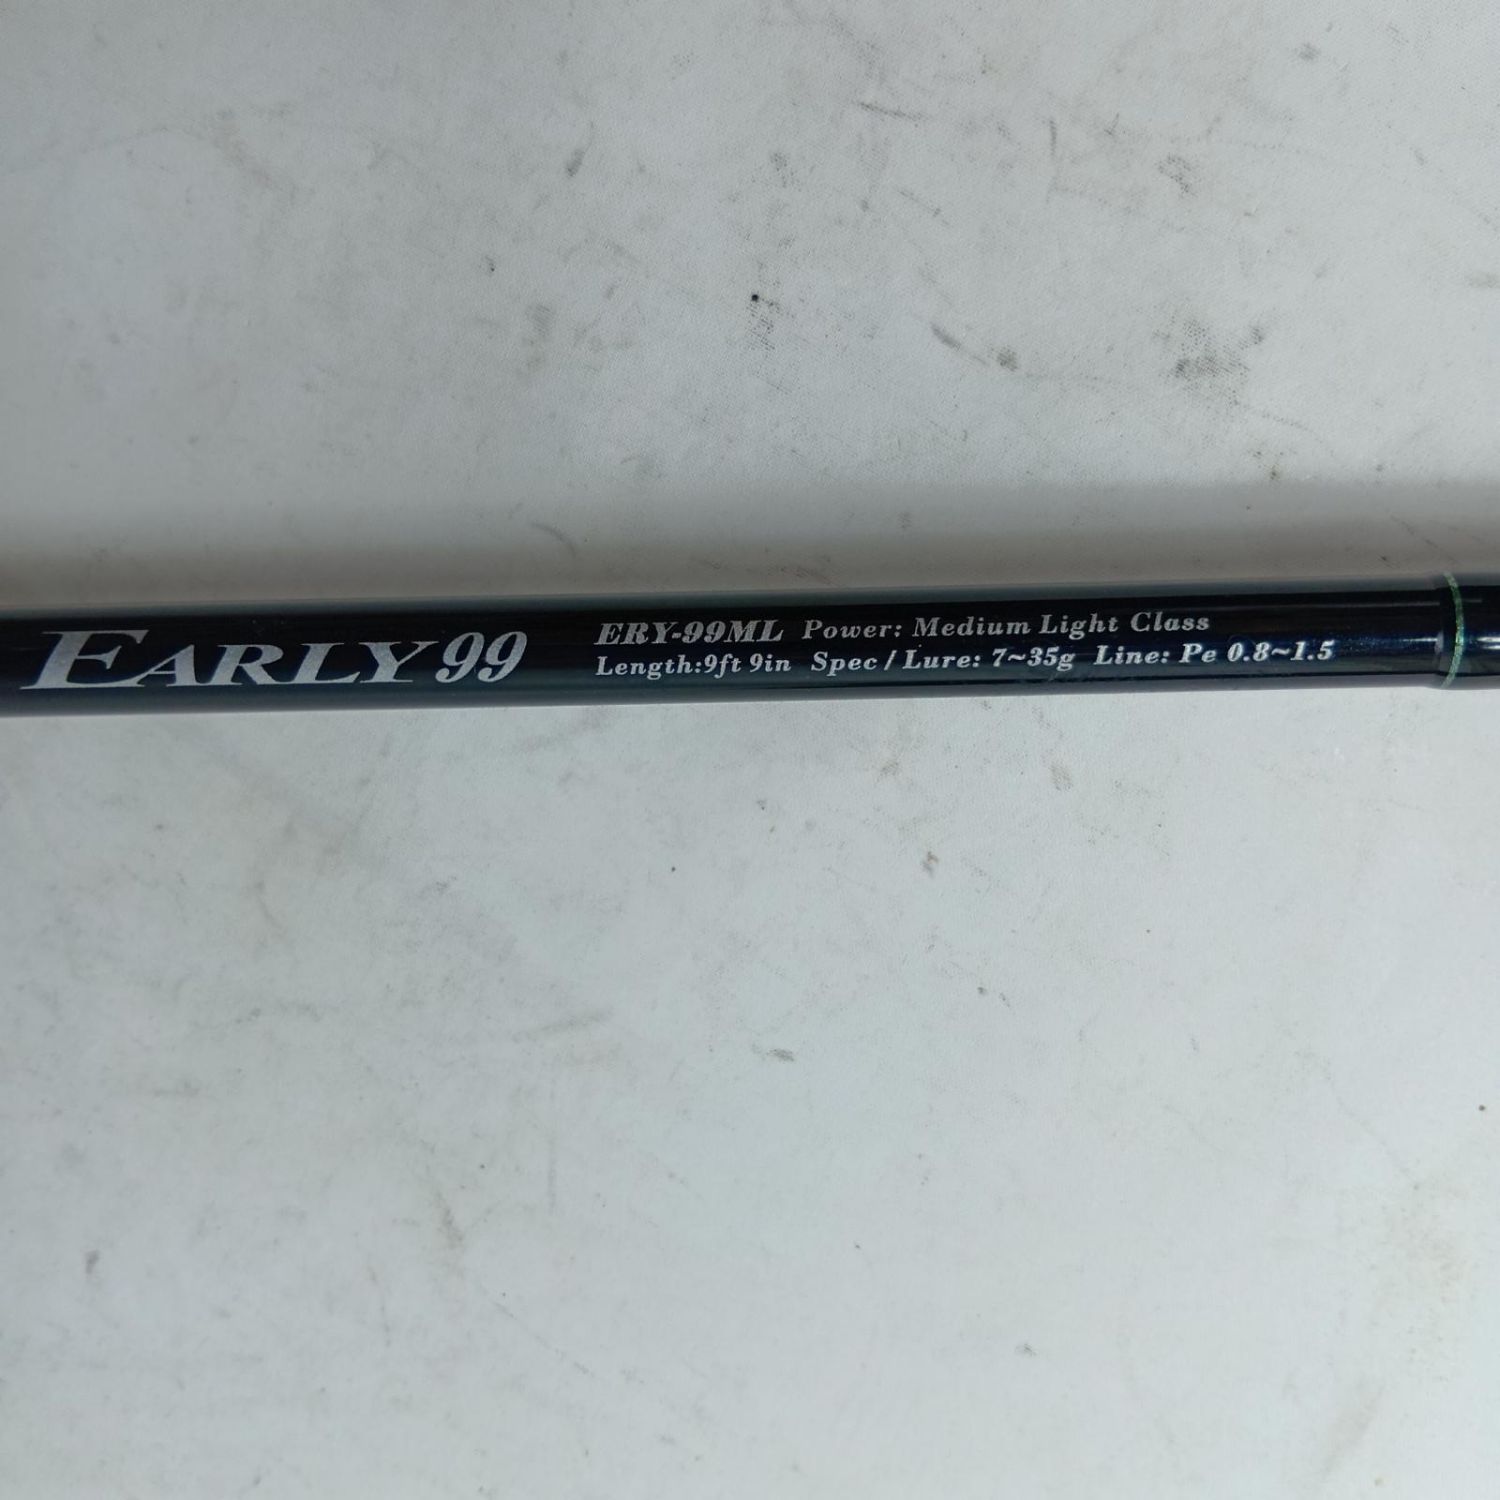 EARLY 99
ERY-99ML Power: Medium Light Class
Length:9ft 9in Spec/Lure: 7~35g Line: Pe 0.8~1.5